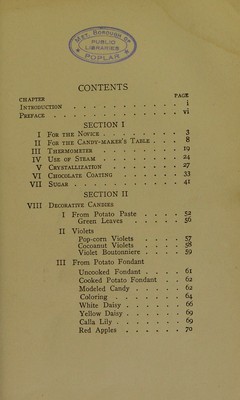 MET. BOROUGH OF
PUBLIC
LIBRARIES
POPLAR
CONTENTS
CHAPTER PAGE
INTRODUCTION . . . . . . . . . . i
PREFACE . . . . . . . . . . . . vi
SECTION I
I FOR THE NOVICE . . . . . . . . 3
II FOR THE CANDY-MAKER'S TABLE . . . 8
III THERMOMETER . . . . . . . . . 19
IV USE OF STEAM . . . . . . . . . 24
V CRYSTALLIZATION . . . . . . . . 27
VI CHOCOLATE COATING . . . . . . . 33
VII SUGAR . . . . . . . . . . . . 41
SECTION II
VIII DECORATIVE CANDIES
I FROM POTATO PASTE . . . . 52
Green Leaves . . . . . 56
II VIOLETS
Pop-corn Violets . . . . 57
Cocoanut Violets . . . . 58
Violet Boutonniere . . . . 59
III FROM POTATO FONDANT
Uncooked Fondant . . . . 61
Cooked Potato Fondant . . 62
Modeled Candy . . . . . 62
Coloring . . . . . . . 64
White Daisy . . . . . . 66
Yellow Daisy . . . . . . 69
Calla Lily . . . . . . . 69
Red Apples . . . . . . 70